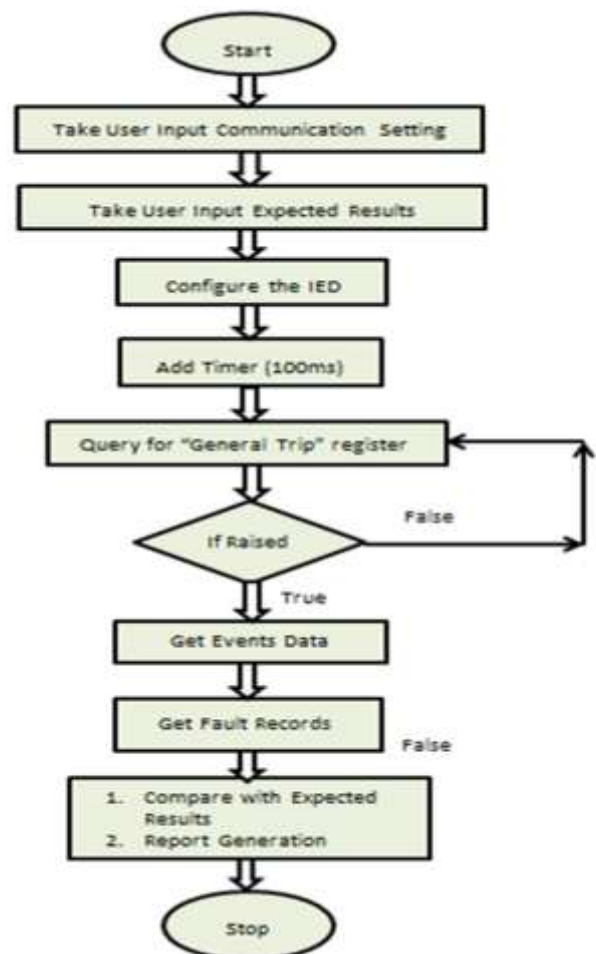 Start
Take User Input Communication Setting
Take User Input Expected Results
Configure the IED
Add Timer (100ms)
Query for "General Trip" register
False
If Raised
True
Get Events Data
Get Fault Records
False
1. Compare with Expected
Results
2. Report Generation
Stop